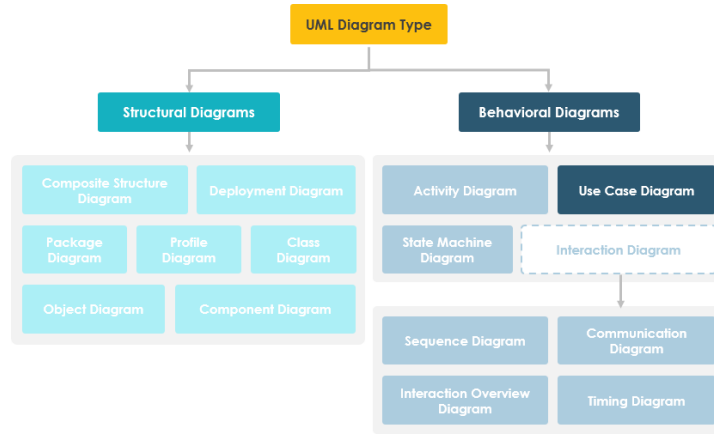 UML Diagram Type
Structural Diagrams
Behavioral Diagrams
Composite Structure
Diagram
Deployment Diagram
Activity Diagram
Use Case Diagram
Package
Diagram
Profile
Diagram
Class
Diagram
State Machine
Diagram
Interaction Diagram
Object Diagram
Component Diagram
Sequence Diagram
Communication
Diagram
Interaction Overview
Diagram
Timing Diagram